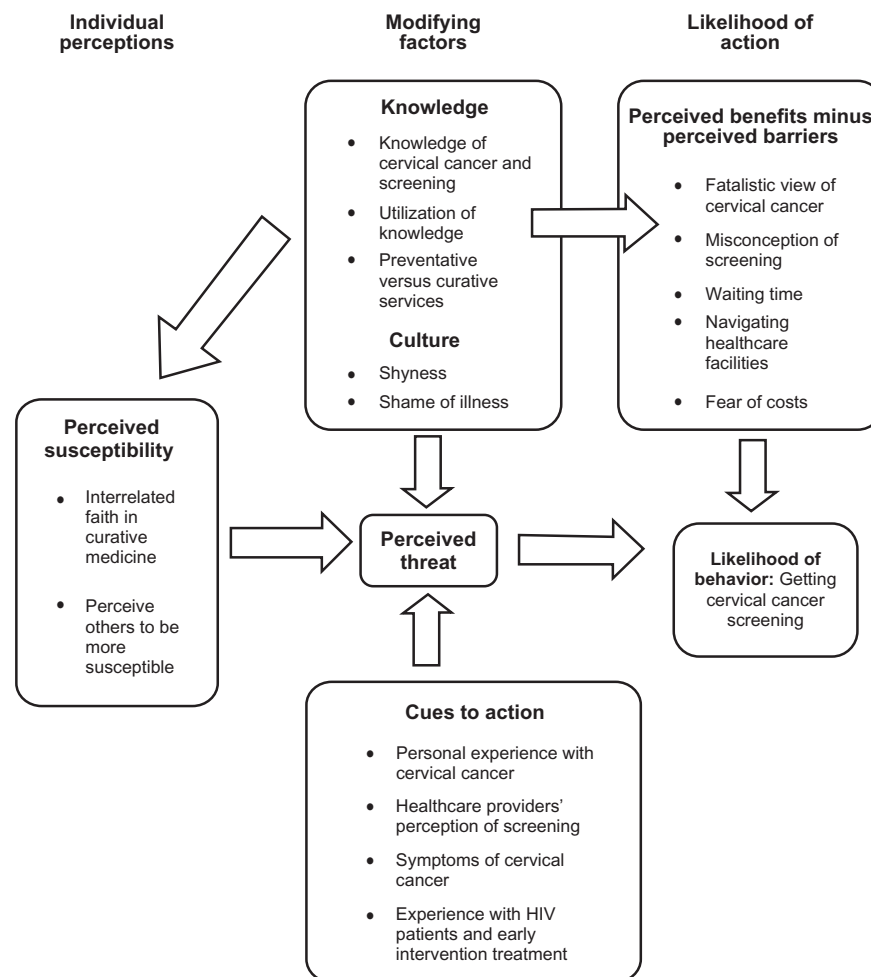 Individual
perceptions
Modifying
factors
Likelihood of
action
Knowledge
• Knowledge of
cervical cancer and
screening
• Utilization of
knowledge
• Preventative
versus curative
services
Culture
• Shyness
• Shame of illness
Perceived benefits minus
perceived barriers
• Fatalistic view of
cervical cancer
• Misconception of
screening
• Waiting time
• Navigating
healthcare
facilities
• Fear of costs
Perceived
susceptibility
• Interrelated
faith in
curative
medicine
• Perceive
others to be
more
susceptible
Perceived
threat
Likelihood of
behavior: Getting
cervical cancer
screening
Cues to action
• Personal experience with
cervical cancer
• Healthcare providers’
perception of screening
• Symptoms of cervical
cancer
• Experience with HIV
patients and early
intervention treatment